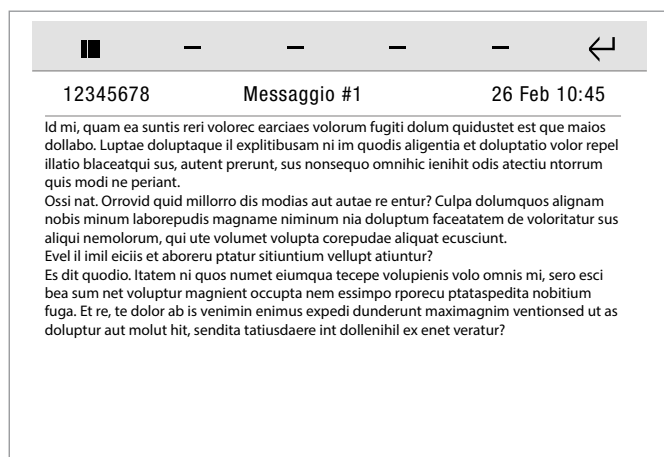 12345678 Messaggio #1 26 Feb 10:45
Id mi, quam ea suntis reri volorec earciaes volorum fugiti dolum quidustet est que maios
dollabo. Luptae doluptaque il explitibusam ni im quodis aligentia et doluptatio volor repel
illatio blaceatqui sus, autent prerunt, sus nonsequo omnihic ienihit odis atectiu ntorrum
quis modi ne periant.
Ossi nat. Orrovid quid millorro dis modias aut autae re entur? Culpa dolumquos alignam
nobis minum laborepudis magname niminum nia doluptum faceatatem de voloritatur sus
aliqui nemolorum, qui ute volumet volupta corepudae aliquat ecusciunt.
Evel il imil eiciis et aboreru ptatur sitiuntium vellupt atiuntur?
Es dit quodio. Itatem ni quos numet eiumqua tecepe volupienis volo omnis mi, sero esci
bea sum net voluptur magnient occupta nem essimpo rporecu ptataspedita nobitium
fuga. Et re, te dolor ab is venimin enimus expedi dunderunt maximagnim ventionsed ut as
doluptur aut molut hit, sendita tatiusdaere int dollenihil ex enet veratur?